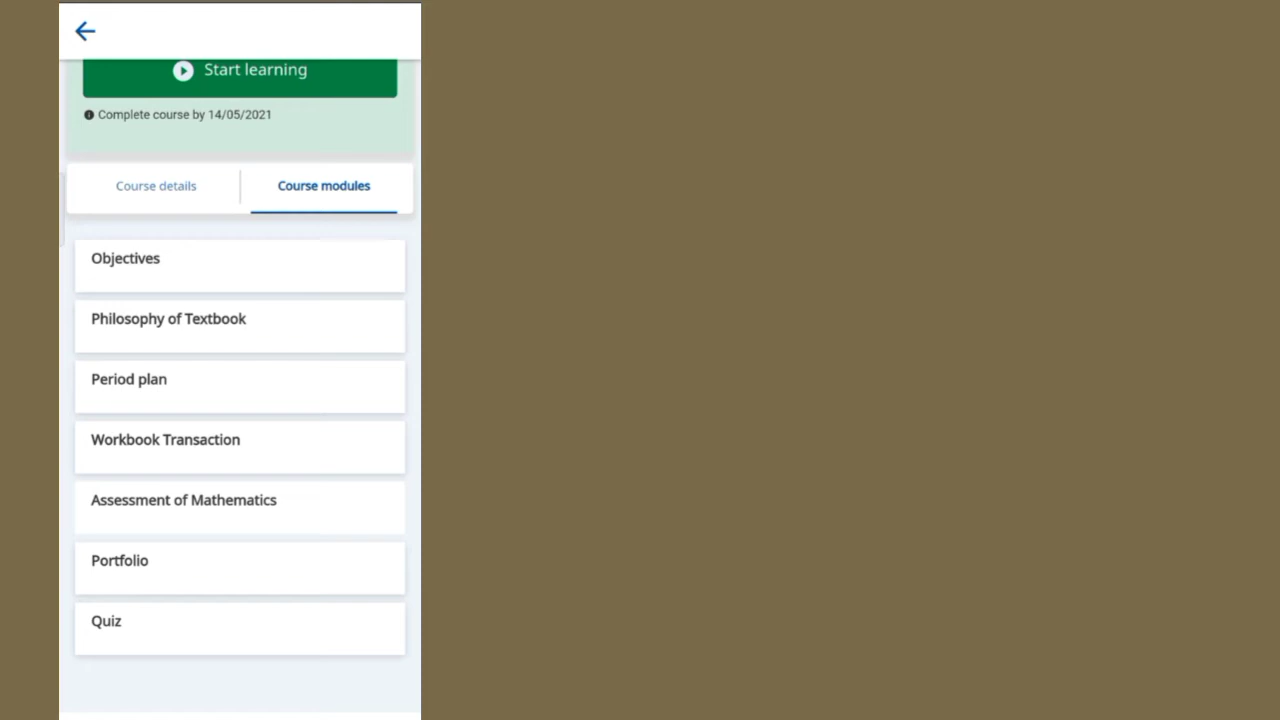 Start learning
Complete course by 14/05/2021
Course details
Course modules
Objectives
Philosophy of Textbook
Period plan
Workbook Transaction
Assessment of Mathematics
Portfolio
Quiz